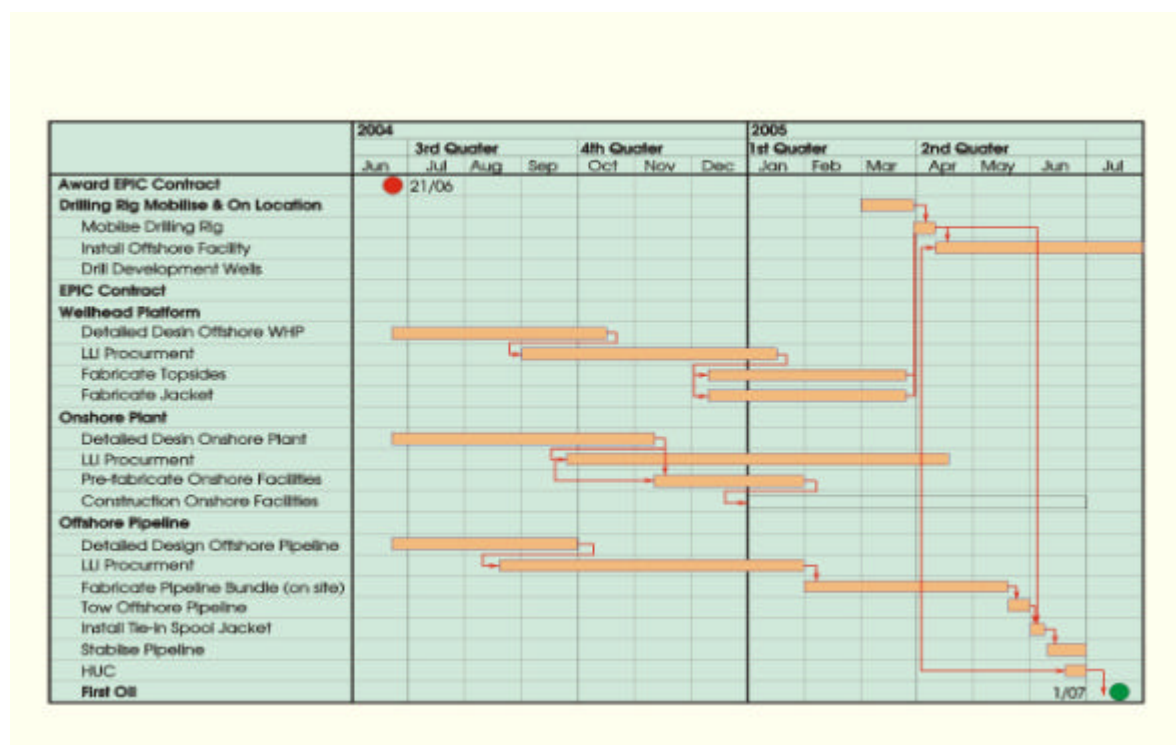 2004 2005
3rd Quater 4th Quater 1st Quater 2nd Quater
Jun Jul Aug Sep Oct Nov Dec Jan Feb Mar Apr May Jun Jul
Award EPIC Contract 21/06
Drilling Rig Mobilise & On Location
Mobilse Drilling Rig
Install Offshore Facility
Drill Development Wells
EPIC Contract
Wellhead Platform
Detailed Desin Offshore WHP
LLI Procurment
Fabricate Topsides
Fabricate Jacket
Onshore Plant
Detailed Desin Onshore Plant
LLI Procurment
Pre-fabricate Onshore Facilities
Construction Onshore Facilities
Offshore Pipeline
Detailed Design Offshore Pipeline
LLI Procurment
Fabricate Pipeline Bundle (on site)
Tow Offshore Pipeline
Install Tie-in Spool Jacket
Stablise Pipeline
HUC
First Oil 1/07